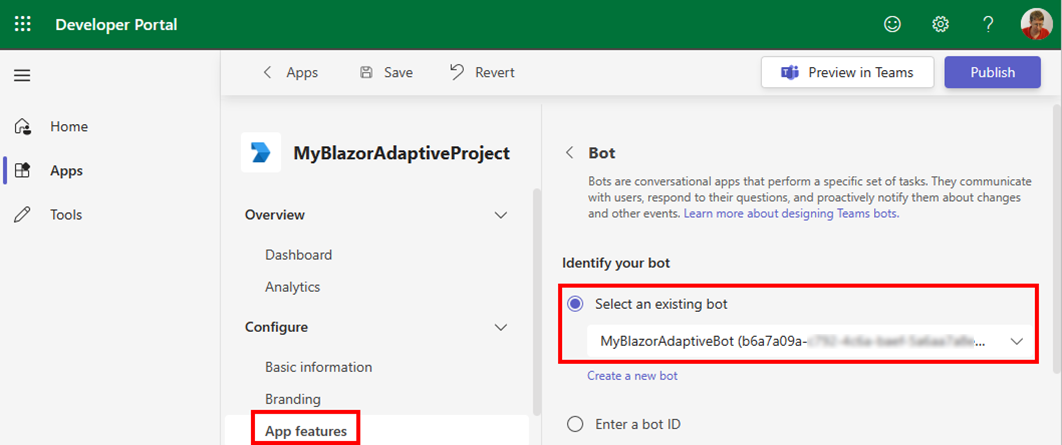 Developer Portal
?
Apps
Save
Revert
Preview in Teams
Publish
Home
Apps
Tools
MyBlazorAdaptiveProject
Overview
Dashboard
Analytics
Configure
Basic information
Branding
App features
Bot
Bots are conversational apps that perform a specific set of tasks. They communicate
with users, respond to their questions, and proactively notify them about changes
and other events. Learn more about designing Teams bots.
Identify your bot
Select an existing bot
MyBlazorAdaptiveBot (b6a7a09a-
Create a new bot
Enter a bot ID